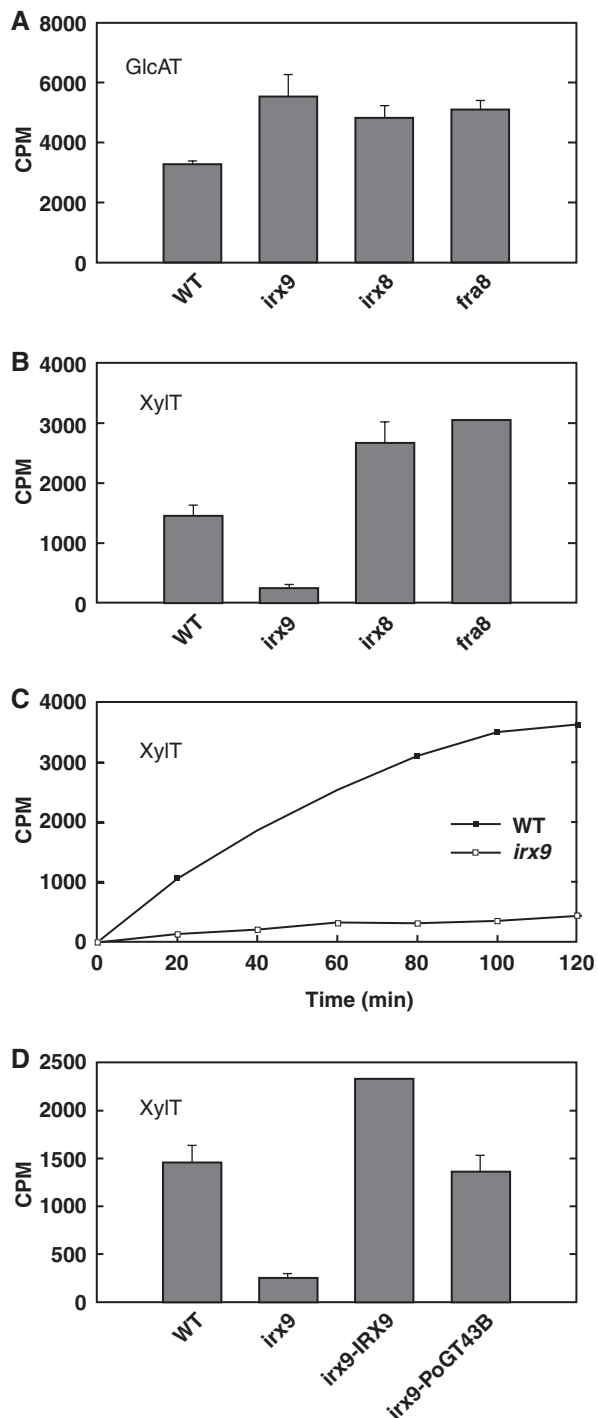 A
8000
GlcAT
6000
4000
2000
0
CPM
WT
irx9
irx8
fra8
B
4000
XylT
3000
2000
1000
0
CPM
WT
irx9
irx8
fra8
C
4000
XylT
3000
2000
1000
0
CPM
WT
irx9
0 20 40 60 80 100 120
Time (min)
D
2500
XylT
2000
1500
1000
500
0
CPM
WT
irx9
irx9-IRX9
irx9-PoGT43B